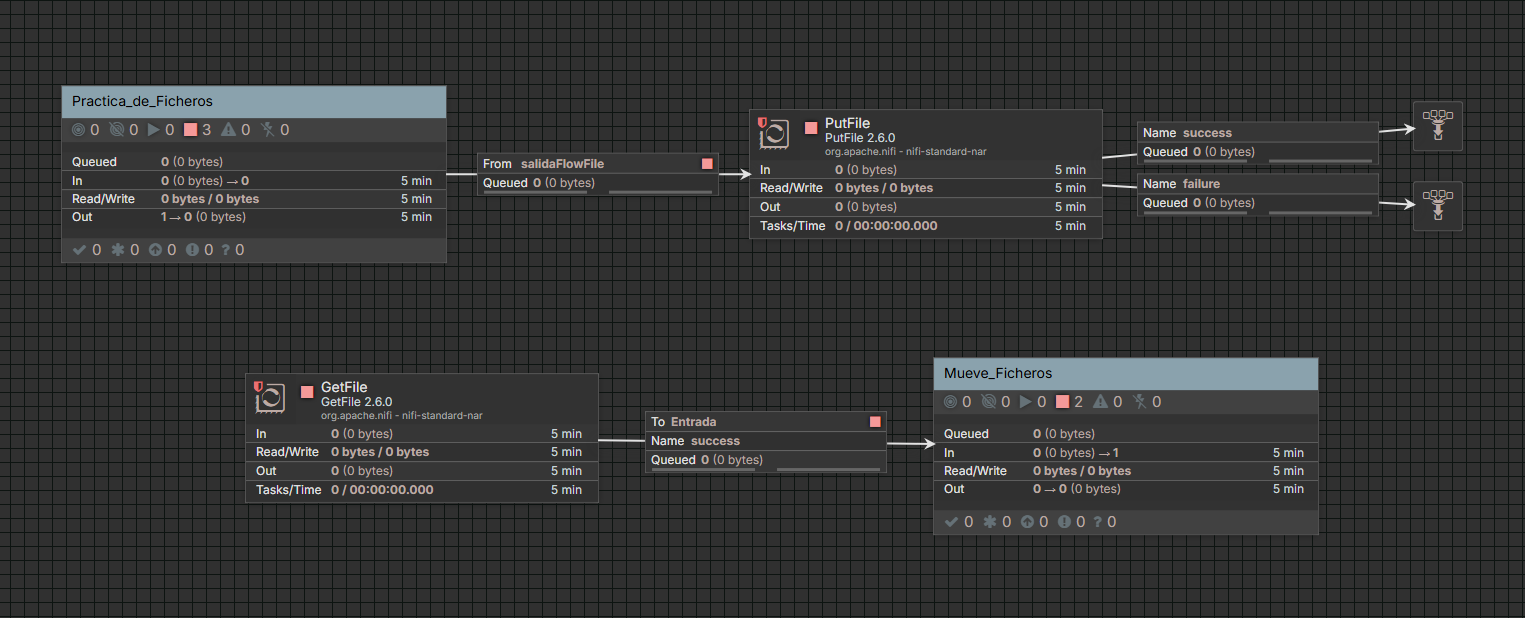 Practica_de_Ficheros
0 0 0 3 0 0
Queued 0 (0 bytes)
In 0 (0 bytes) → 0 5 min
Read/Write 0 bytes / 0 bytes 5 min
Out 1 → 0 (0 bytes) 5 min
0 0 0 0 ? 0
From salidaFlowFile
Queued 0 (0 bytes)
PutFile
PutFile 2.6.0
org.apache.nifi - nifi-standard-nar
In 0 (0 bytes) 5 min
Read/Write 0 bytes / 0 bytes 5 min
Out 0 (0 bytes) 5 min
Tasks/Time 0 / 00:00:00.000 5 min
Name success
Queued 0 (0 bytes)
Name failure
Queued 0 (0 bytes)
GetFile
GetFile 2.6.0
org.apache.nifi - nifi-standard-nar
In 0 (0 bytes) 5 min
Read/Write 0 bytes / 0 bytes 5 min
Out 0 (0 bytes) 5 min
Tasks/Time 0 / 00:00:00.000 5 min
To Entrada
Name success
Queued 0 (0 bytes)
Mueve_Ficheros
0 0 0 2 0 0
Queued 0 (0 bytes)
In 0 (0 bytes) → 1 5 min
Read/Write 0 bytes / 0 bytes 5 min
Out 0 → 0 (0 bytes) 5 min
0 0 0 0 ? 0